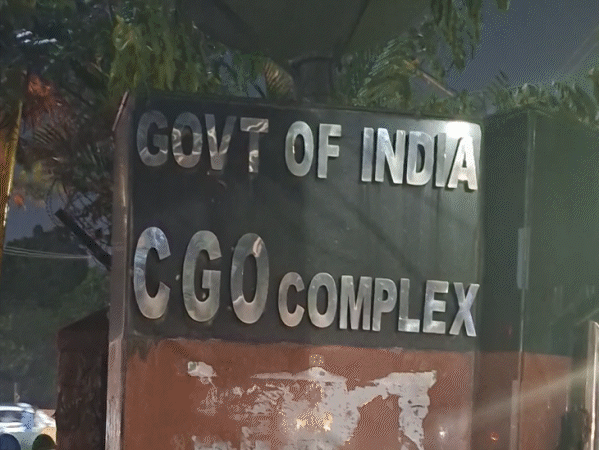 GOVT OF INDIA
CGO COMPLEX